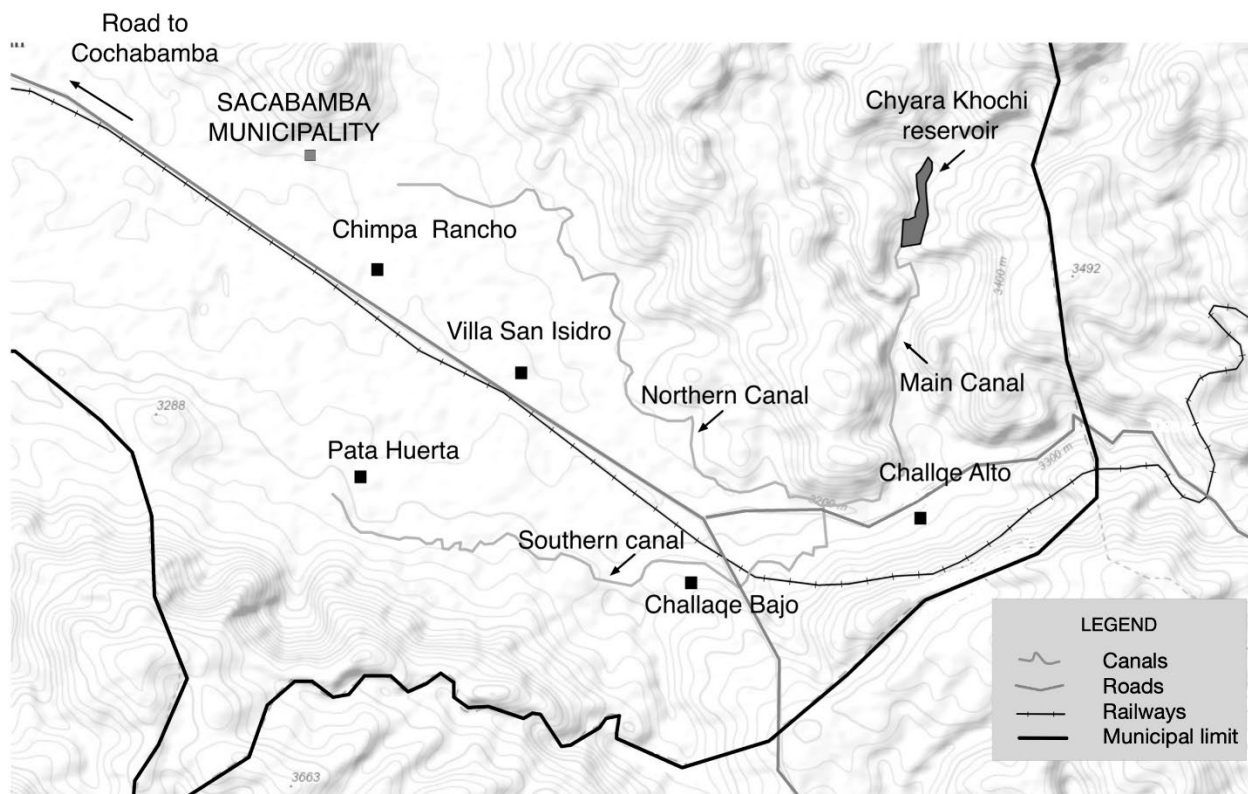 Road to
Cochabamba
SACABAMBA
MUNICIPALITY
Chyara Khochi
reservoir
Chimpa Rancho
3400 m
3492
Villa San Isidro
Main Canal
Northern Canal
3288
Pata Huerta
Challqe Alto
3300 m
3200 m
Southern canal
Challaqe Bajo
LEGEND
Canals
Roads
Railways
Municipal limit
3663